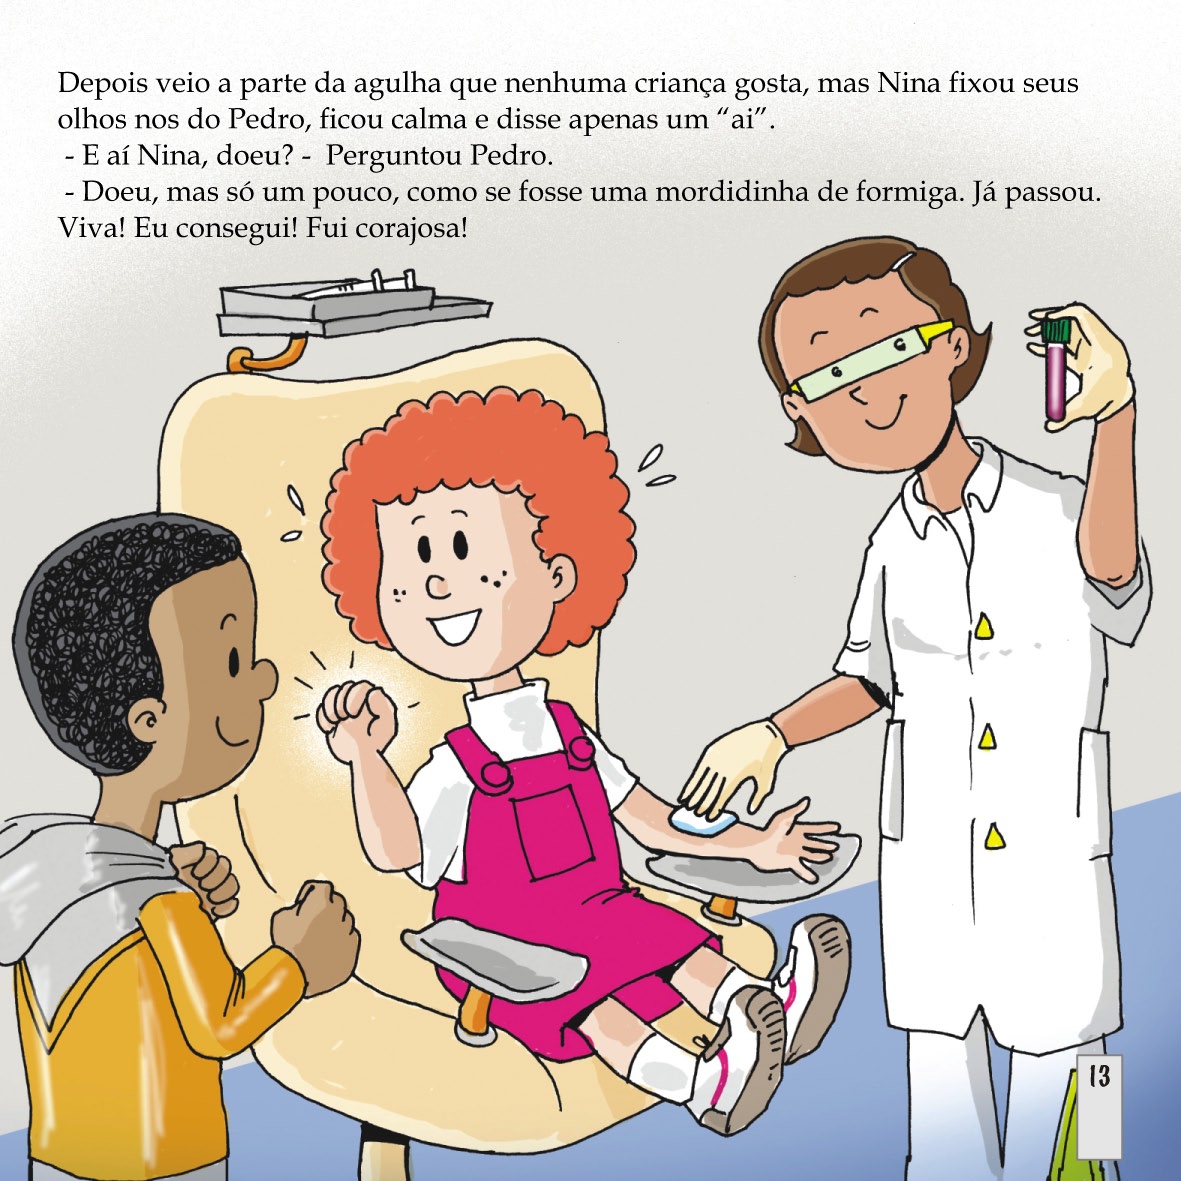 Depois veio a parte da agulha que nenhuma criança gosta, mas Nina fixou seus
olhos nos do Pedro, ficou calma e disse apenas um “ai”.
- E aí Nina, doeu? -  Perguntou Pedro.
- Doeu, mas só um pouco, como se fosse uma mordidinha de formiga. Já passou.
Viva! Eu consegui! Fui corajosa!
13